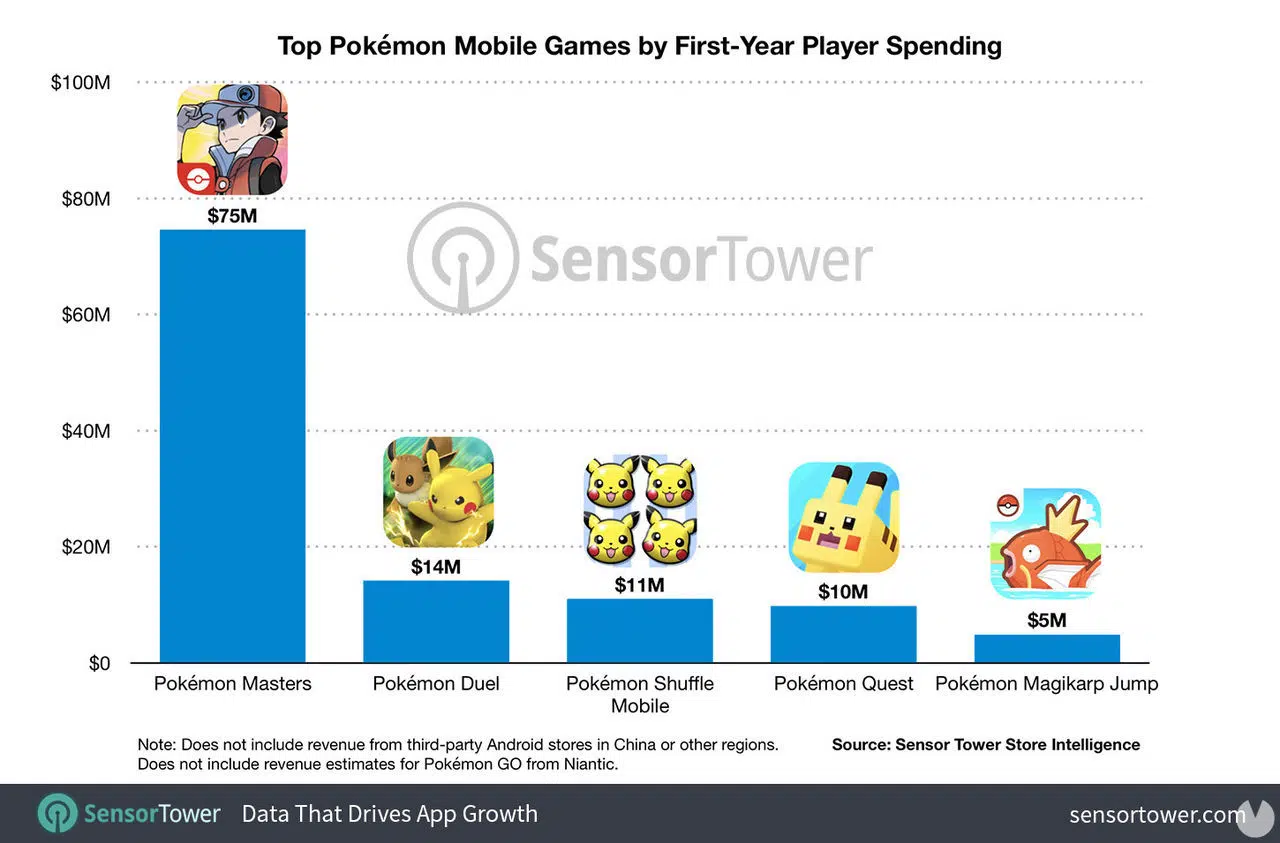 Top Pokémon Mobile Games by First-Year Player Spending
$100M
$80M
$60M
$40M
$20M
$0
SensorTower
$75M
$14M
$11M
$10M
$5M
Pokémon Masters
Pokémon Duel
Pokémon Shuffle
Mobile
Pokémon Quest
Pokémon Magikarp Jump
Note: Does not include revenue from third-party Android stores in China or other regions.
Does not include revenue estimates for Pokémon GO from Niantic.
Source: Sensor Tower Store Intelligence
SensorTower
Data That Drives App Growth
sensortower.com